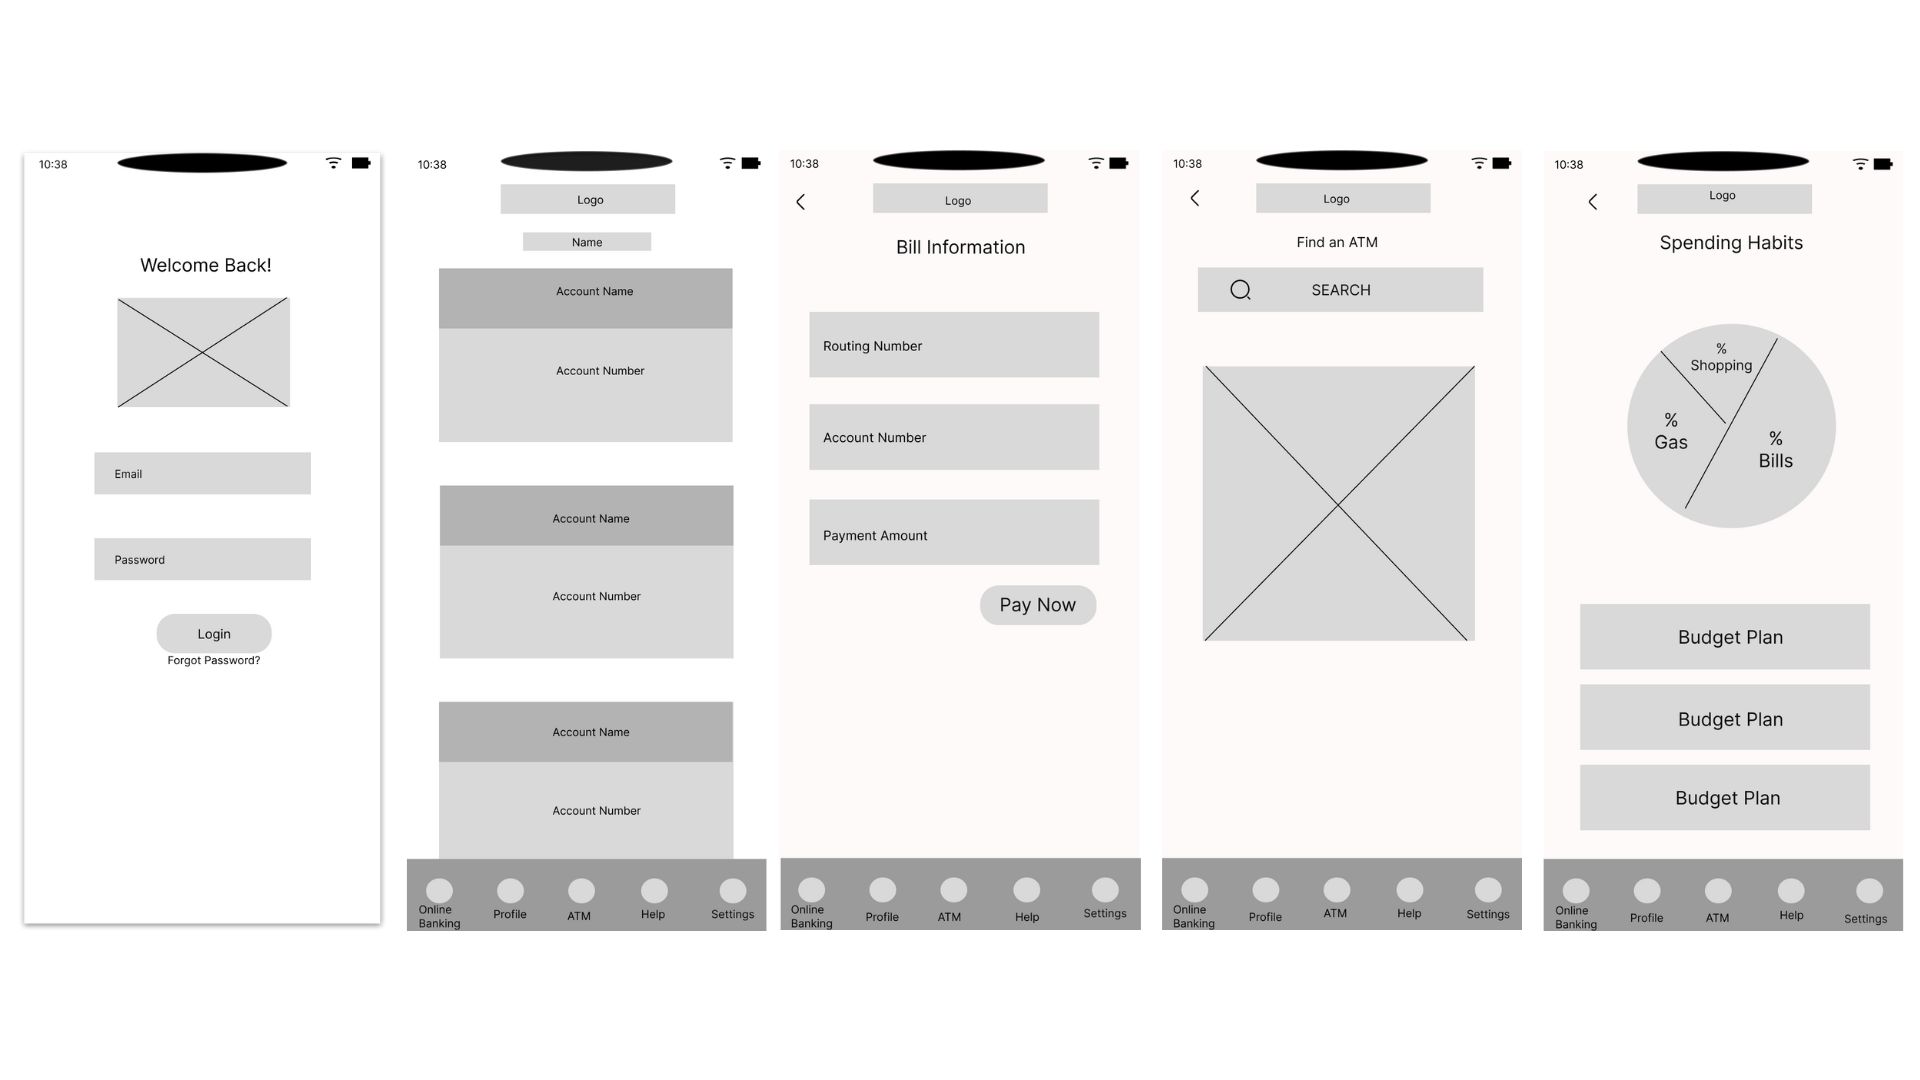 10:38
Welcome Back!
Email
Password
Login
Forgot Password?
10:38
Logo
Name
Account Name
Account Number
Account Name
Account Number
Account Name
Account Number
Online
Banking
Profile
ATM
Help
Settings
10:38
Logo
Bill Information
Routing Number
Account Number
Payment Amount
Pay Now
Online
Banking
Profile
ATM
Help
Settings
10:38
Logo
Find an ATM
SEARCH
Online
Banking
Profile
ATM
Help
Settings
10:38
Logo
Spending Habits
%
Shopping
%
Gas
%
Bills
Budget Plan
Budget Plan
Budget Plan
Online
Banking
Profile
ATM
Help
Settings